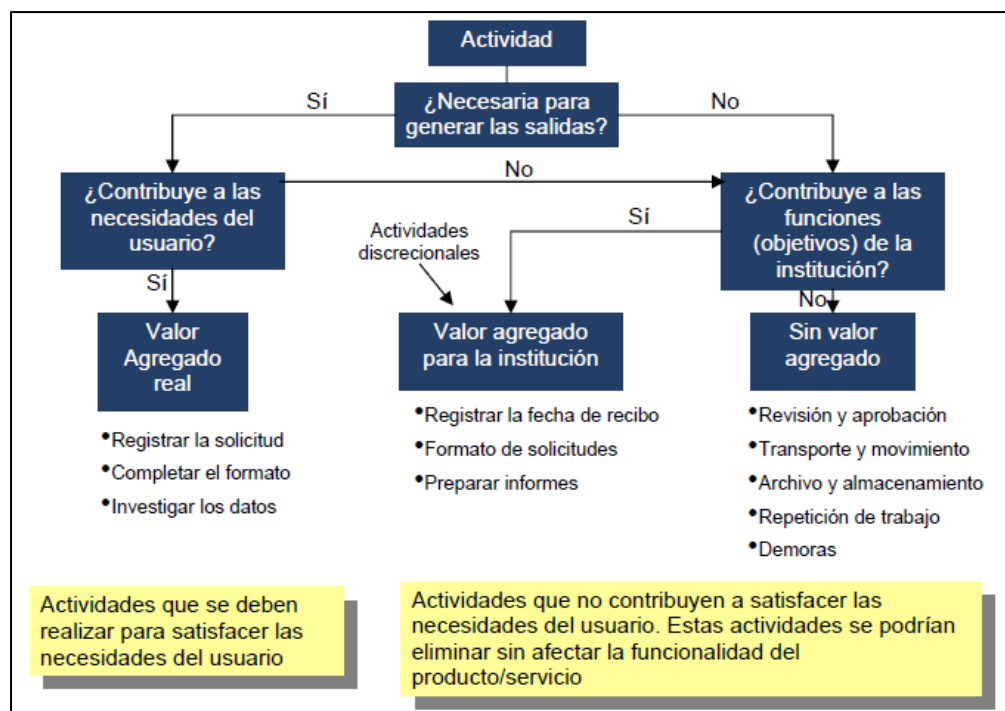 Actividad
Sí
¿Necesaria para
generar las salidas?
No
¿Contribuye a las
necesidades del
usuario?
No
¿Contribuye a las
funciones
(objetivos) de la
institución?
Sí
Actividades
discrecionales
Sí
No
Valor
Agregado
real
Valor agregado
para la institución
Sin valor
agregado
•Registrar la solicitud
•Completar el formato
•Investigar los datos
•Registrar la fecha de recibo
•Formato de solicitudes
•Preparar informes
•Revisión y aprobación
•Transporte y movimiento
•Archivo y almacenamiento
•Repetición de trabajo
•Demoras
Actividades que se deben
realizar para satisfacer las
necesidades del usuario
Actividades que no contribuyen a satisfacer las
necesidades del usuario. Estas actividades se podrían
eliminar sin afectar la funcionalidad del
producto/servicio